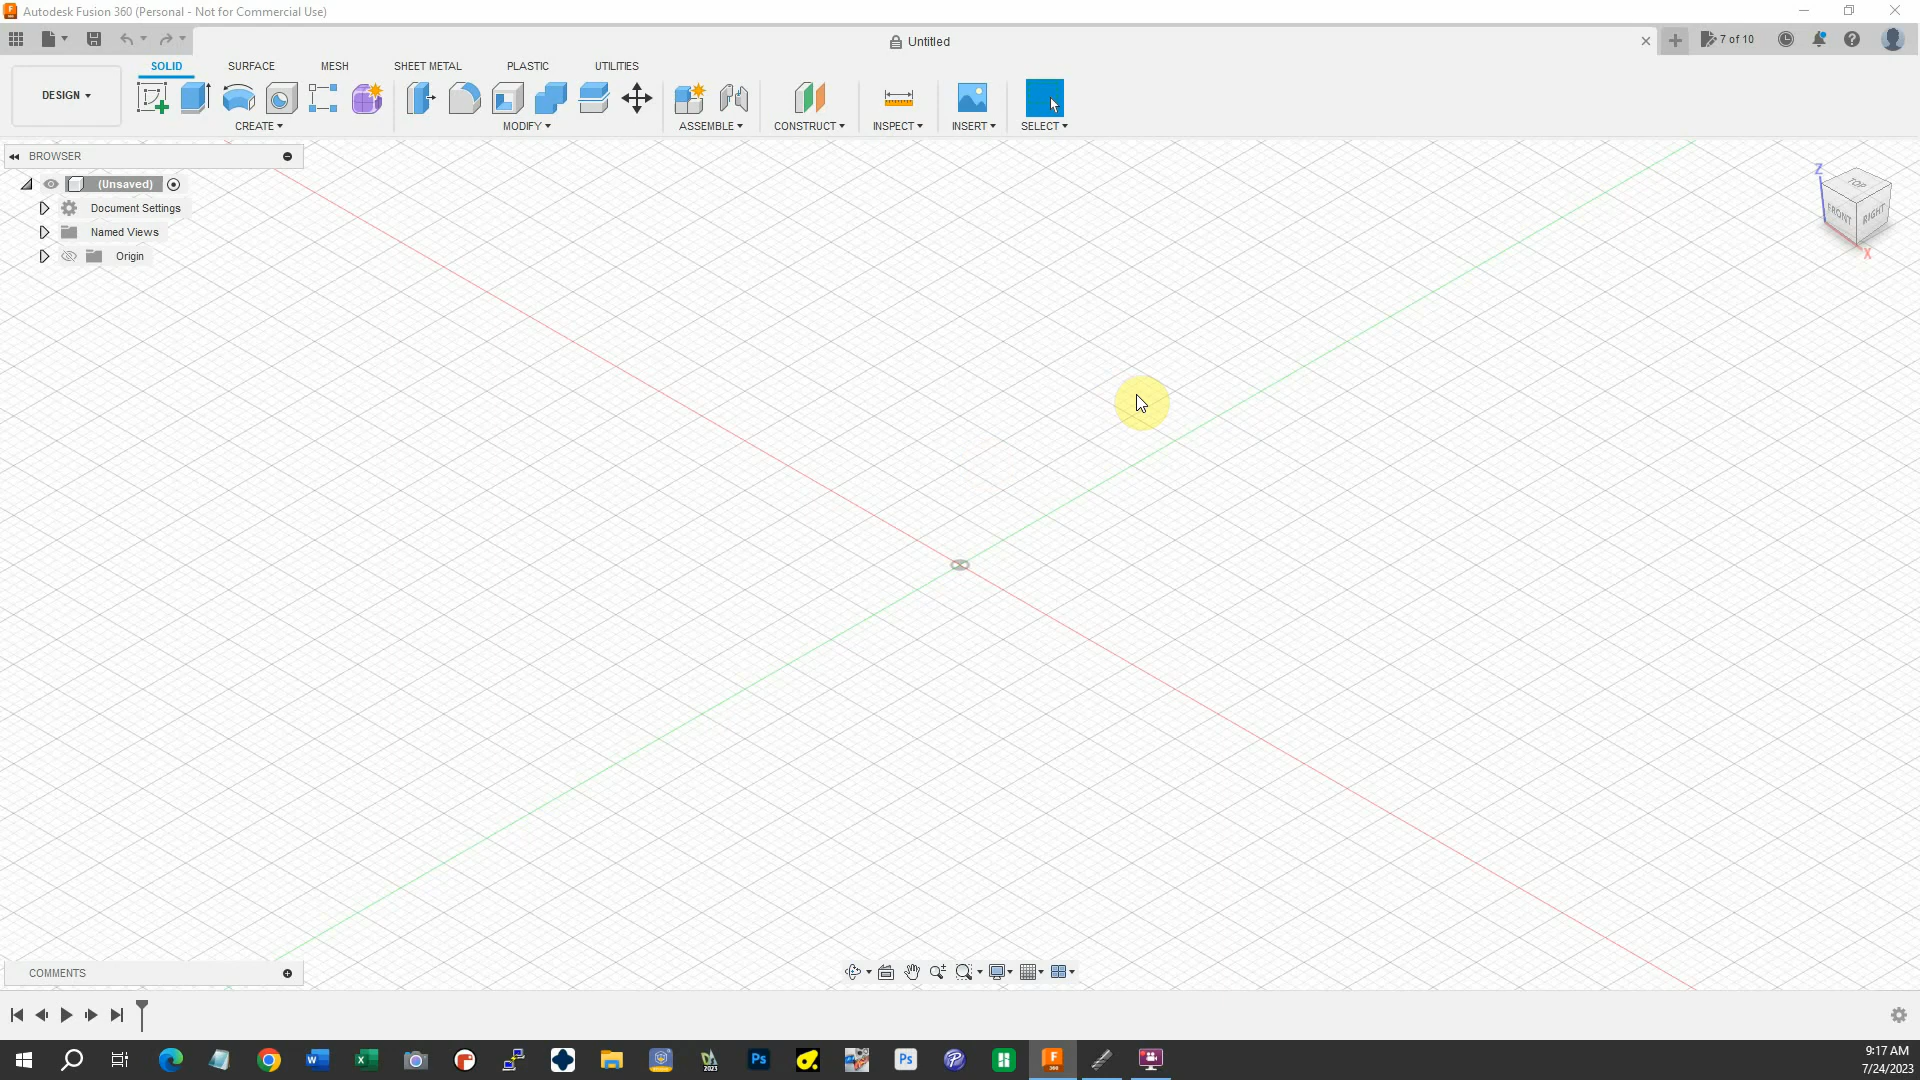 Autodesk Fusion 360 (Personal - Not for Commercial Use)
Untitled
7 of 10
DESIGN
SOLID
SURFACE
MESH
SHEET METAL
PLASTIC
UTILITIES
CREATE
MODIFY
ASSEMBLE
CONSTRUCT
INSPECT
INSERT
SELECT
BROWSER
(Unsaved)
Document Settings
Named Views
Origin
Z
TOP
FRONT
RIGHT
X
COMMENTS
9:17 AM
7/24/2023